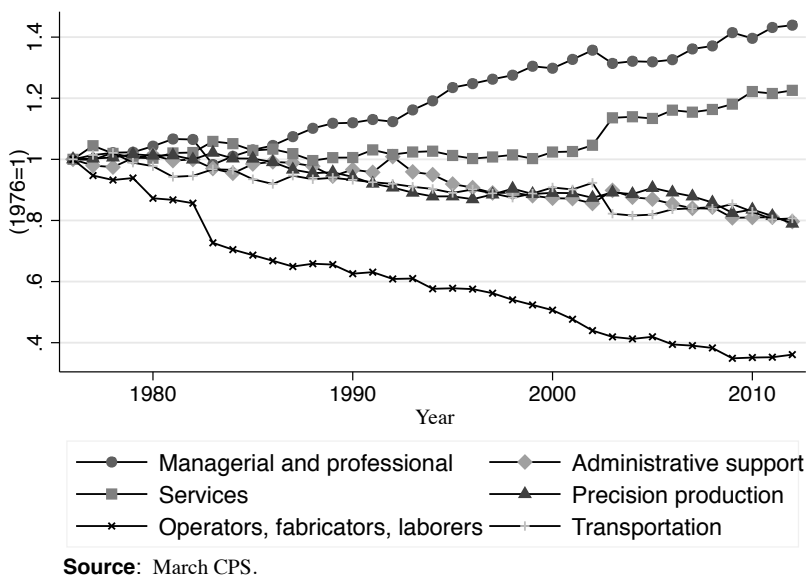 1.4
1.2
1
.8
.6
.4
(1976=1)
1980 1990 2000 2010
Year
Managerial and professional Administrative support
Services Precision production
Operators, fabricators, laborers Transportation
Source: March CPS.